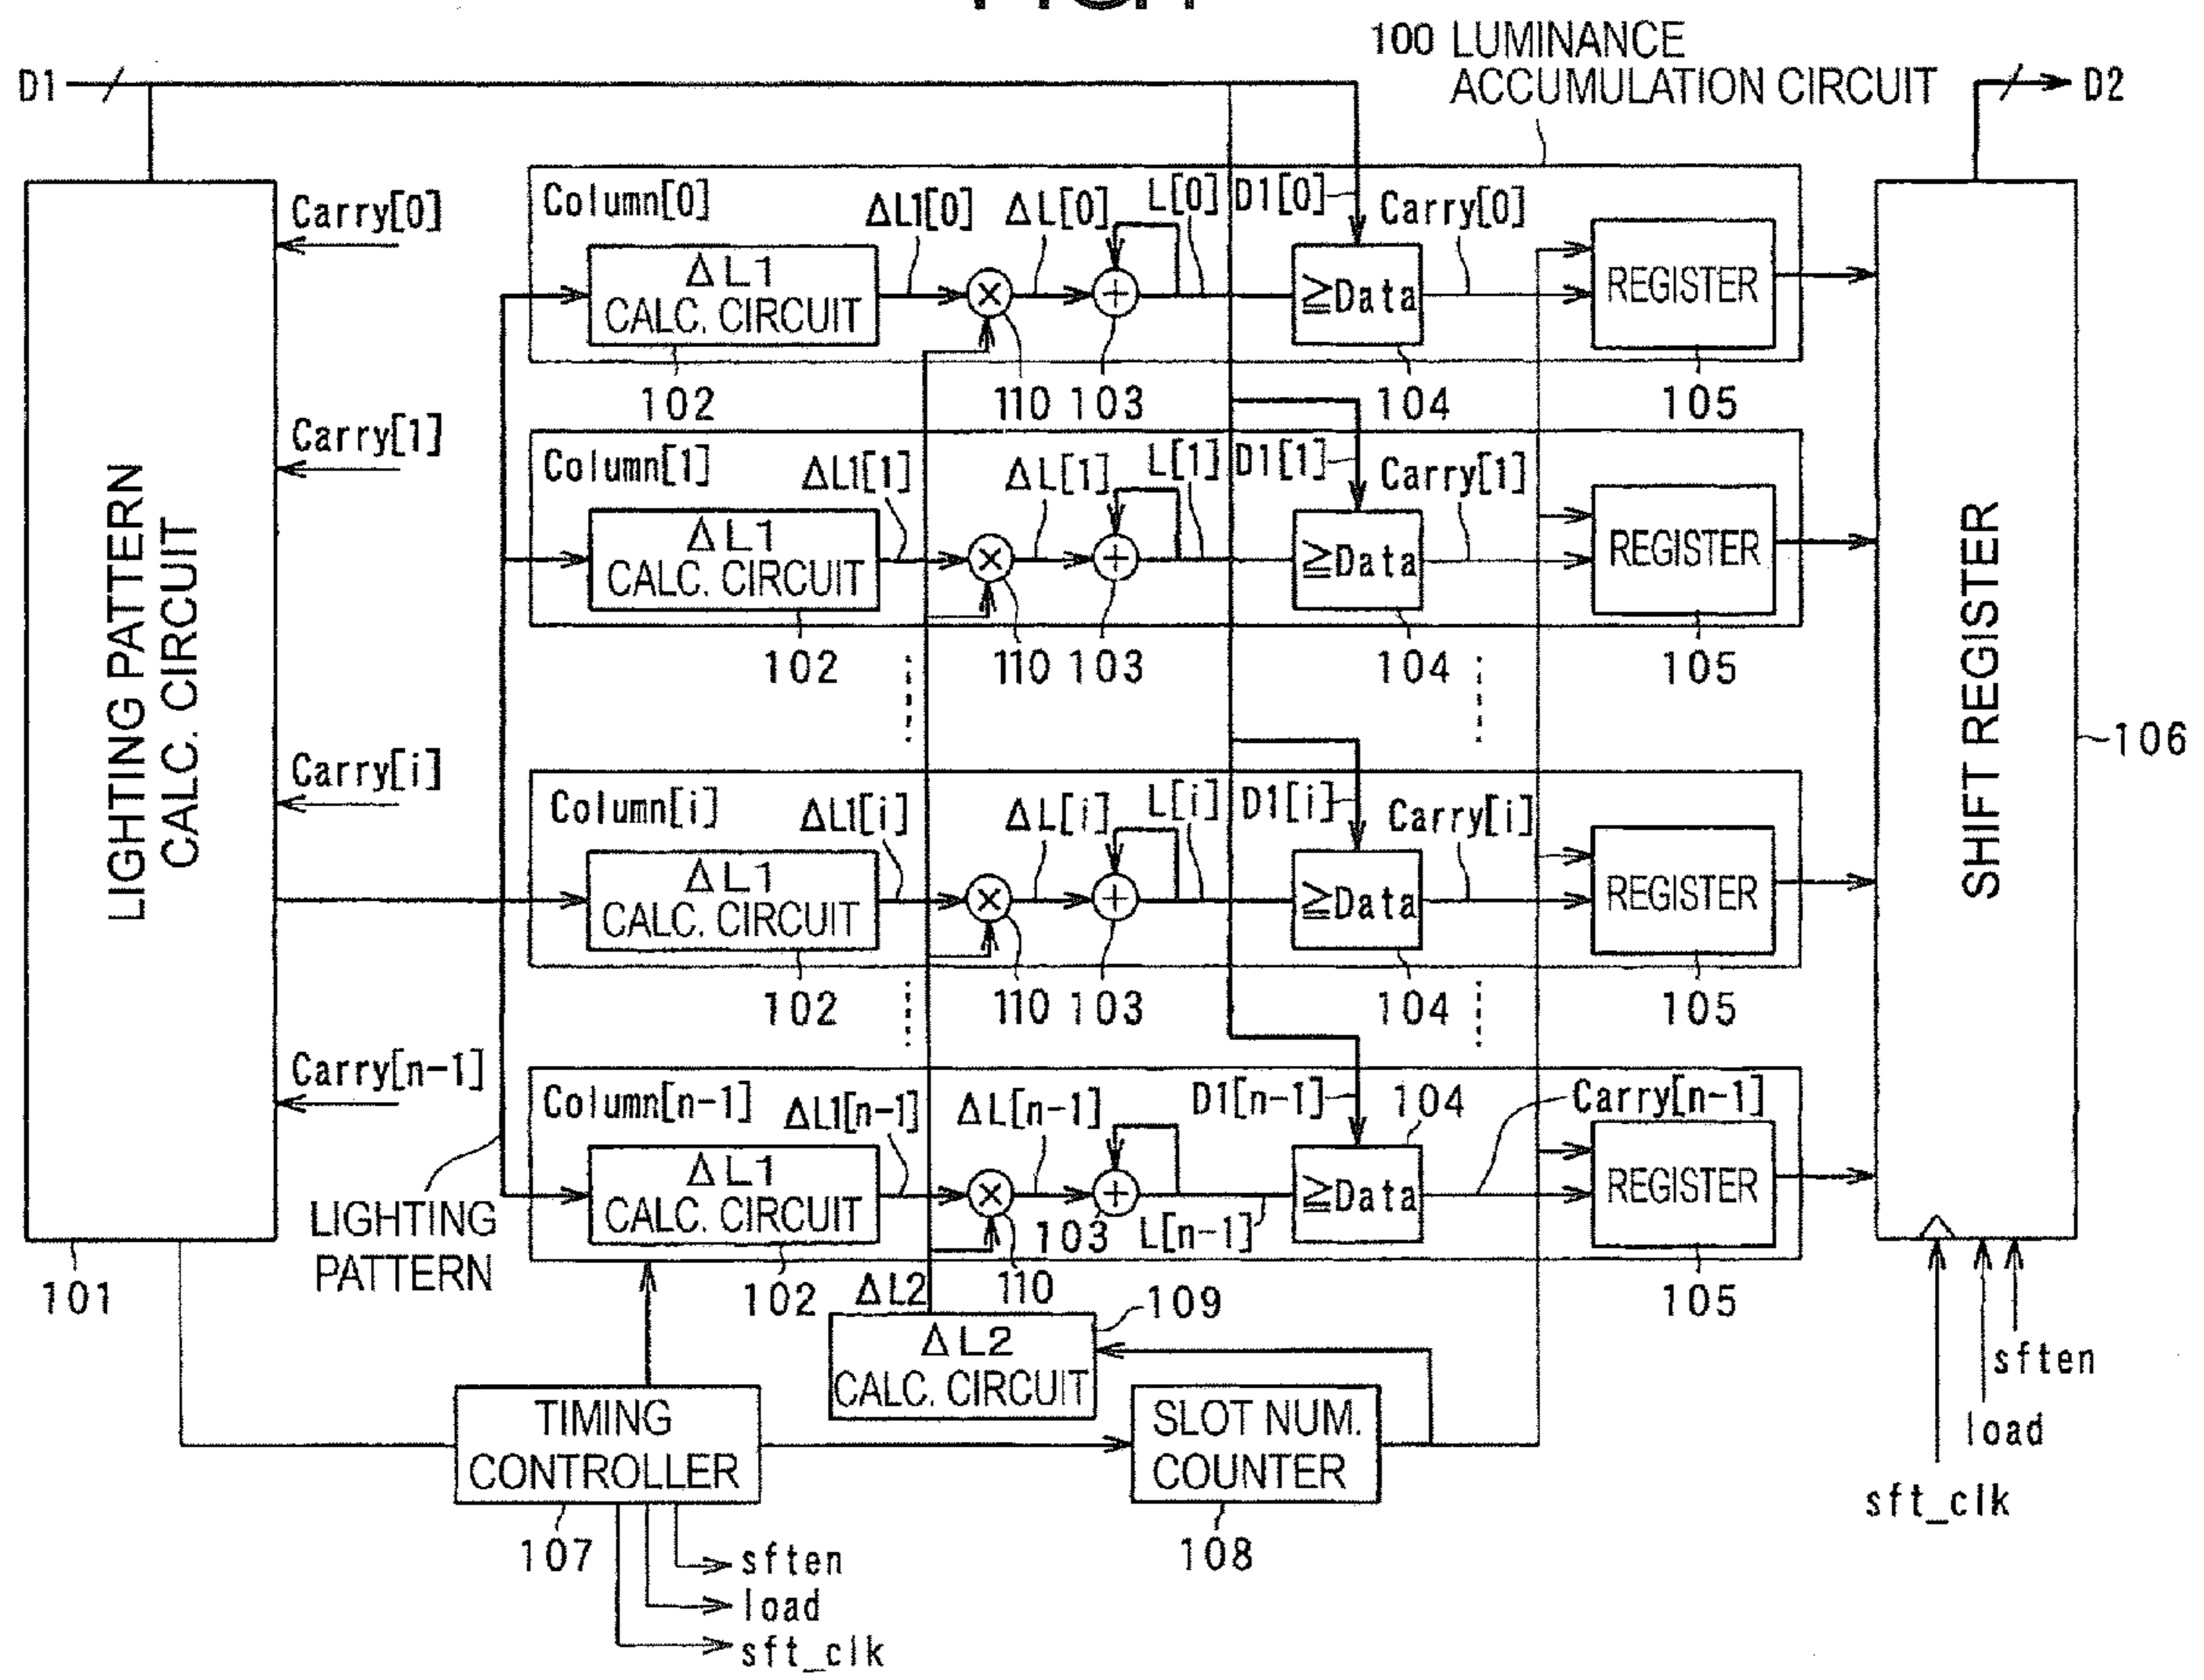 100 LUMINANCE
ACCUMULATION CIRCUIT
D1
D2
LIGHTING PATTERN
CALC. CIRCUIT
101
Carry[0]
Carry[1]
Carry[i]
Carry[n-1]
LIGHTING
PATTERN
Column[0]
ΔL1[0]
ΔL[0]
L[0]
D1[0]
Carry[0]
ΔL1
CALC. CIRCUIT
≧Data
REGISTER
102
110
103
104
105
Column[1]
ΔL1[1]
ΔL[1]
L[1]
D1[1]
Carry[1]
ΔL1
CALC. CIRCUIT
≧Data
REGISTER
102
110
103
104
105
Column[i]
ΔL1[i]
ΔL[i]
L[i]
D1[i]
Carry[i]
ΔL1
CALC. CIRCUIT
≧Data
REGISTER
102
110
103
104
105
Column[n-1]
ΔL1[n-1]
ΔL[n-1]
D1[n-1]
104
Carry[n-1]
ΔL1
CALC. CIRCUIT
103
L[n-1]
≧Data
REGISTER
102
ΔL2
110
105
SHIFT REGISTER
106
sften
load
sft_clk
ΔL2
CALC. CIRCUIT
109
TIMING
CONTROLLER
107
SLOT NUM.
COUNTER
108
sften
load
sft_clk